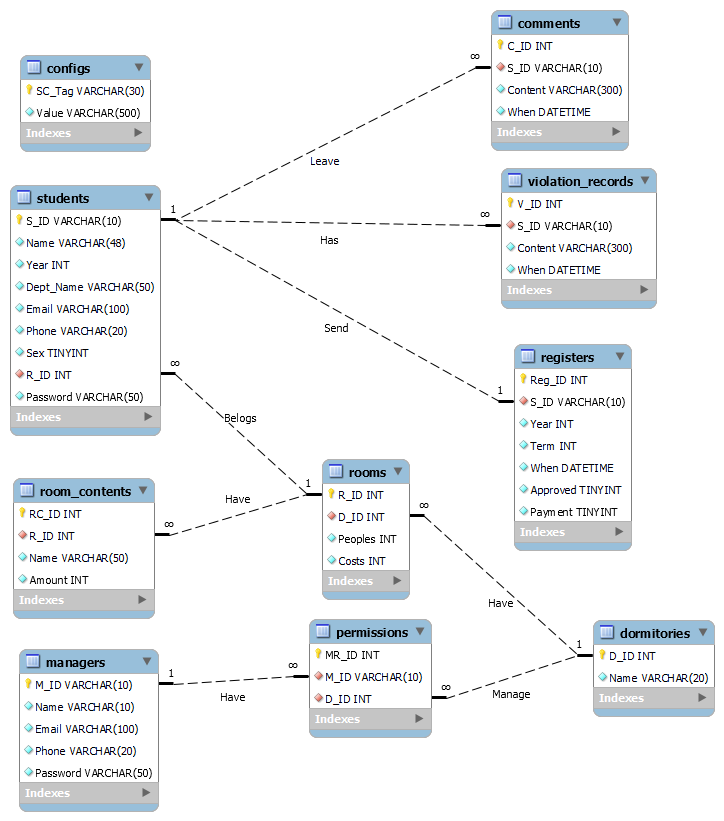 comments
C_ID INT
S_ID VARCHAR(10)
Content VARCHAR(300)
When DATETIME
Indexes
configs
SC_Tag VARCHAR(30)
Value VARCHAR(500)
Indexes
∞
Leave
violation_records
V_ID INT
S_ID VARCHAR(10)
Content VARCHAR(300)
When DATETIME
Indexes
students
S_ID VARCHAR(10)
Name VARCHAR(48)
Year INT
Dept_Name VARCHAR(50)
Email VARCHAR(100)
Phone VARCHAR(20)
Sex TINYINT
R_ID INT
Password VARCHAR(50)
Indexes
1
∞
Has
Send
1
registers
Reg_ID INT
S_ID VARCHAR(10)
Year INT
Term INT
When DATETIME
Approved TINYINT
Payment TINYINT
Indexes
∞
Belogs
1
rooms
R_ID INT
D_ID INT
Peoples INT
Costs INT
Indexes
room_contents
RC_ID INT
R_ID INT
Name VARCHAR(50)
Amount INT
Indexes
Have
∞
∞
Have
1
dormitories
D_ID INT
Name VARCHAR(20)
Indexes
permissions
MR_ID INT
M_ID VARCHAR(10)
D_ID INT
Indexes
managers
M_ID VARCHAR(10)
Name VARCHAR(10)
Email VARCHAR(100)
Phone VARCHAR(20)
Password VARCHAR(50)
Indexes
1
Have
∞
∞
Manage